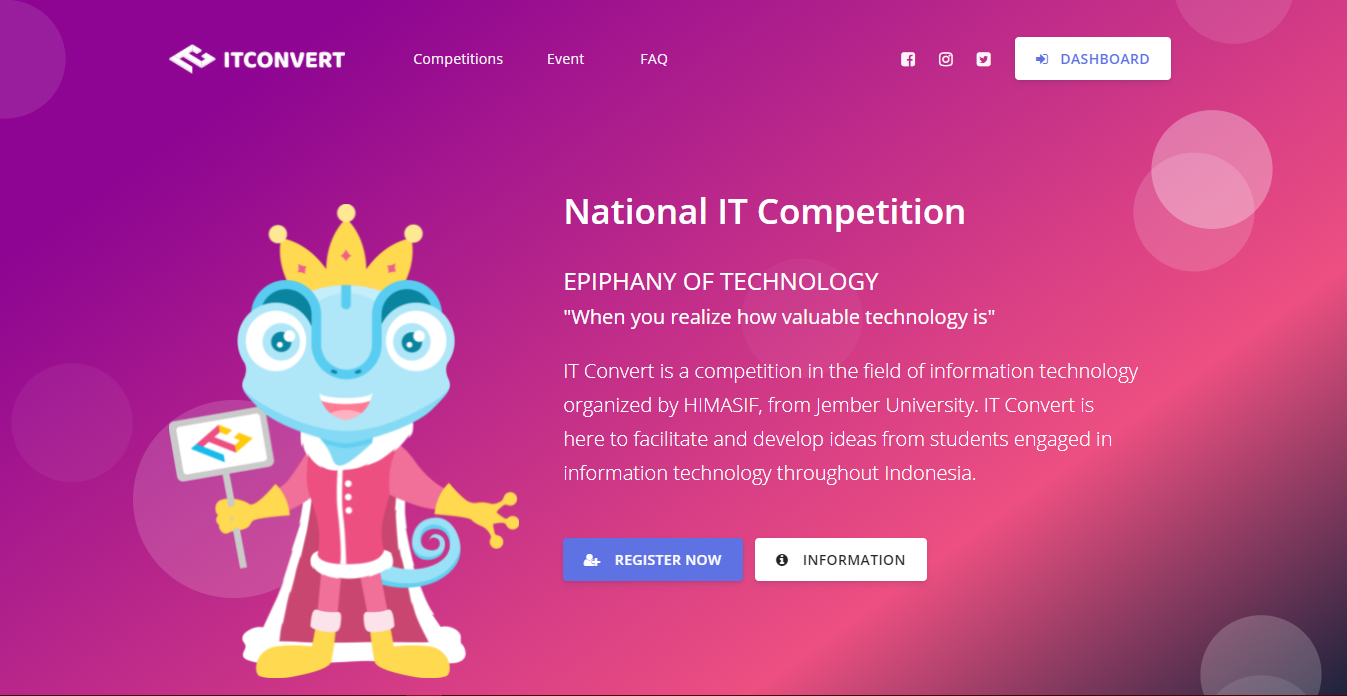 ITCONVERT
Competitions
Event
FAQ
DASHBOARD
National IT Competition
EPIPHANY OF TECHNOLOGY
"When you realize how valuable technology is"
IT Convert is a competition in the field of information technology
organized by HIMASIF, from Jember University. IT Convert is
here to facilitate and develop ideas from students engaged in
information technology throughout Indonesia.
REGISTER NOW
INFORMATION